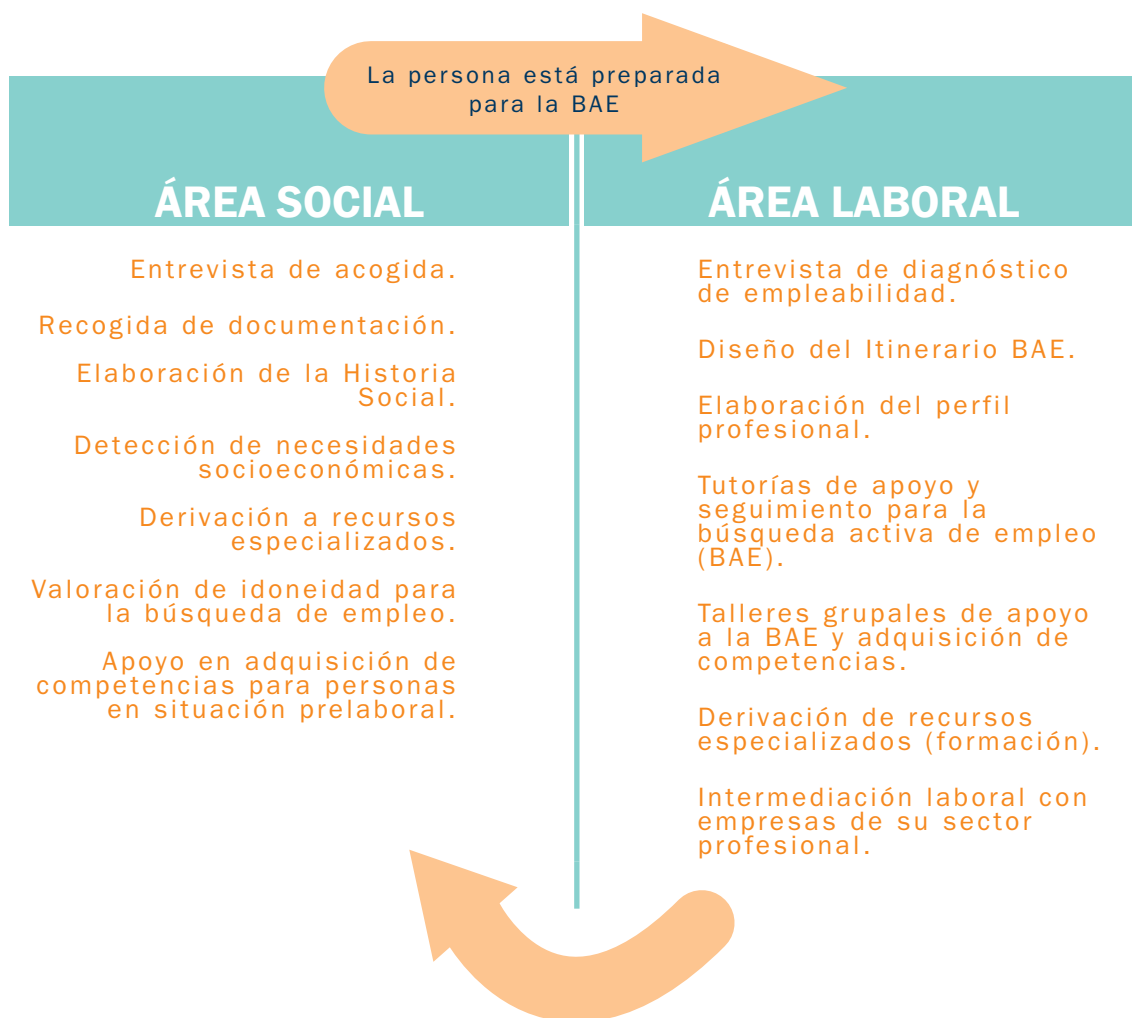 La persona está preparada
para la BAE
ÁREA SOCIAL
Entrevista de acogida.
Recogida de documentación.
Elaboración de la Historia
Social.
Detección de necesidades
socioeconómicas.
Derivación a recursos
especializados.
Valoración de idoneidad para
la búsqueda de empleo.
Apoyo en adquisición de
competencias para personas
en situación prelaboral.
ÁREA LABORAL
Entrevista de diagnóstico
de empleabilidad.
Diseño del Itinerario BAE.
Elaboración del perfil
profesional.
Tutorías de apoyo y
seguimiento para la
búsqueda activa de empleo
(BAE).
Talleres grupales de apoyo
a la BAE y adquisición de
competencias.
Derivación de recursos
especializados (formación).
Intermediación laboral con
empresas de su sector
profesional.